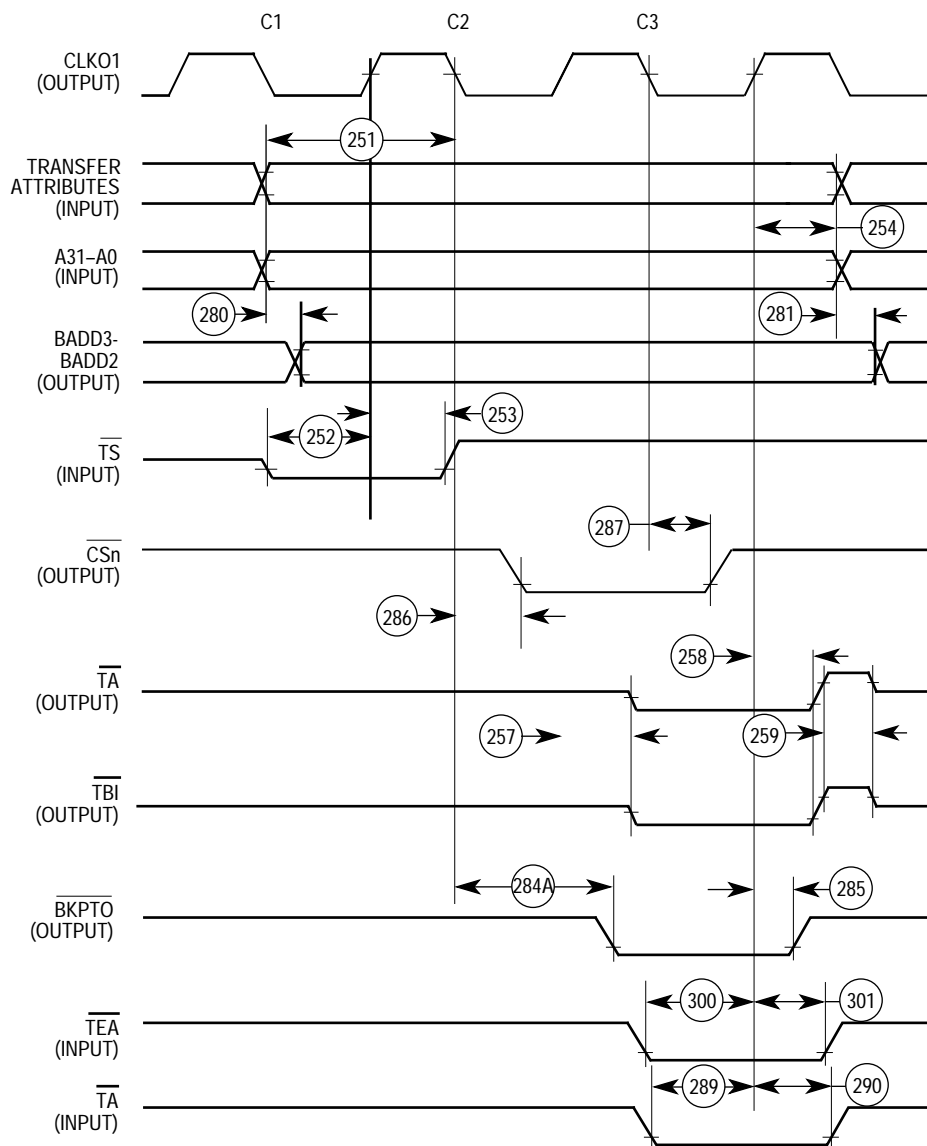 C1 C2 C3
CLKO1
(OUTPUT)
251
TRANSFER
ATTRIBUTES
(INPUT)
254
A31–A0
(INPUT)
280 281
BADD3-
BADD2
(OUTPUT)
253
252
TS
(INPUT)
287
CSn
(OUTPUT)
286
258
TA
(OUTPUT)
257 259
TBI
(OUTPUT)
284A 285
BKPTO
(OUTPUT)
300 301
TEA
(INPUT)
289 290
TA
(INPUT)